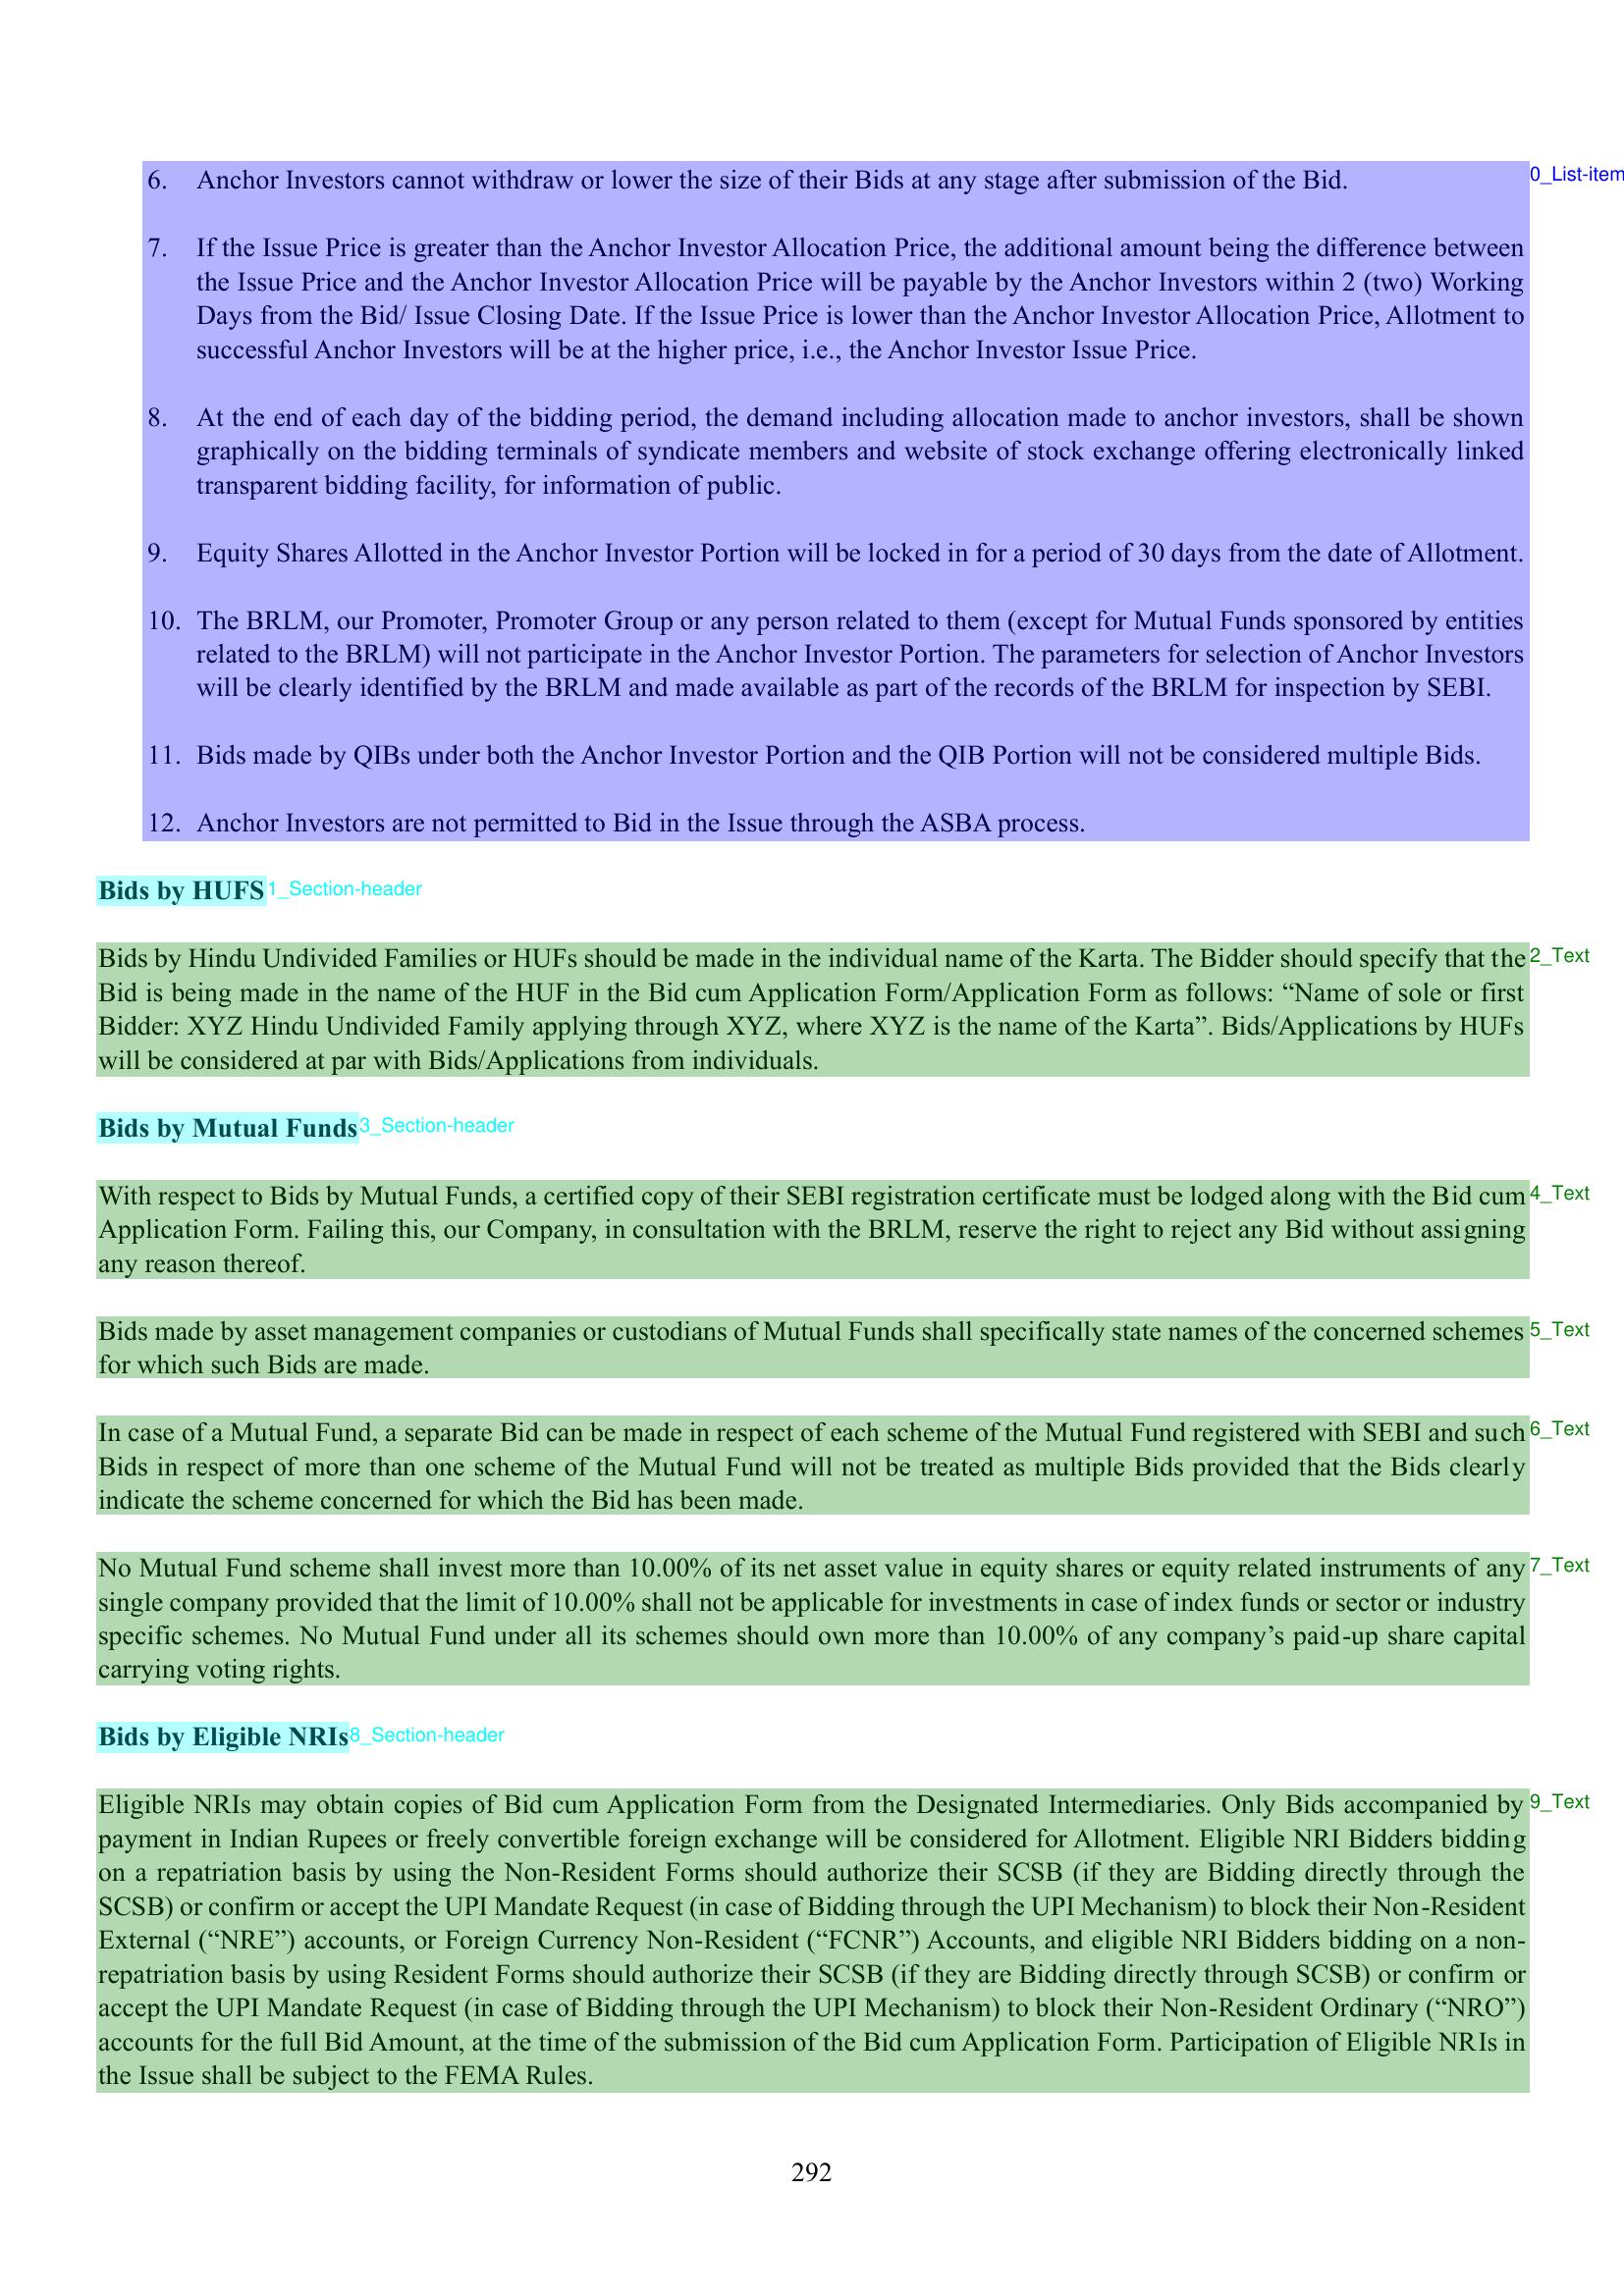 6. Anchor Investors cannot withdraw or lower the size of their Bids at any stage after submission of the Bid.
0_List-item
7. If the Issue Price is greater than the Anchor Investor Allocation Price, the additional amount being the difference between
the Issue Price and the Anchor Investor Allocation Price will be payable by the Anchor Investors within 2 (two) Working
Days from the Bid/ Issue Closing Date. If the Issue Price is lower than the Anchor Investor Allocation Price, Allotment to
successful Anchor Investors will be at the higher price, i.e., the Anchor Investor Issue Price.
8. At the end of each day of the bidding period, the demand including allocation made to anchor investors, shall be shown
graphically on the bidding terminals of syndicate members and website of stock exchange offering electronically linked
transparent bidding facility, for information of public.
9. Equity Shares Allotted in the Anchor Investor Portion will be locked in for a period of 30 days from the date of Allotment.
10. The BRLM, our Promoter, Promoter Group or any person related to them (except for Mutual Funds sponsored by entities
related to the BRLM) will not participate in the Anchor Investor Portion. The parameters for selection of Anchor Investors
will be clearly identified by the BRLM and made available as part of the records of the BRLM for inspection by SEBI.
11. Bids made by QIBs under both the Anchor Investor Portion and the QIB Portion will not be considered multiple Bids.
12. Anchor Investors are not permitted to Bid in the Issue through the ASBA process.
Bids by HUFS 1_Section-header
Bids by Hindu Undivided Families or HUFs should be made in the individual name of the Karta. The Bidder should specify that the 2_Text
Bid is being made in the name of the HUF in the Bid cum Application Form/Application Form as follows: “Name of sole or first
Bidder: XYZ Hindu Undivided Family applying through XYZ, where XYZ is the name of the Karta”. Bids/Applications by HUFs
will be considered at par with Bids/Applications from individuals.
Bids by Mutual Funds 3_Section-header
With respect to Bids by Mutual Funds, a certified copy of their SEBI registration certificate must be lodged along with the Bid cum 4_Text
Application Form. Failing this, our Company, in consultation with the BRLM, reserve the right to reject any Bid without assigning
any reason thereof.
Bids made by asset management companies or custodians of Mutual Funds shall specifically state names of the concerned schemes 5_Text
for which such Bids are made.
In case of a Mutual Fund, a separate Bid can be made in respect of each scheme of the Mutual Fund registered with SEBI and such 6_Text
Bids in respect of more than one scheme of the Mutual Fund will not be treated as multiple Bids provided that the Bids clearly
indicate the scheme concerned for which the Bid has been made.
No Mutual Fund scheme shall invest more than 10.00% of its net asset value in equity shares or equity related instruments of any 7_Text
single company provided that the limit of 10.00% shall not be applicable for investments in case of index funds or sector or industry
specific schemes. No Mutual Fund under all its schemes should own more than 10.00% of any company’s paid-up share capital
carrying voting rights.
Bids by Eligible NRIs 8_Section-header
Eligible NRIs may obtain copies of Bid cum Application Form from the Designated Intermediaries. Only Bids accompanied by 9_Text
payment in Indian Rupees or freely convertible foreign exchange will be considered for Allotment. Eligible NRI Bidders bidding
on a repatriation basis by using the Non-Resident Forms should authorize their SCSB (if they are Bidding directly through the
SCSB) or confirm or accept the UPI Mandate Request (in case of Bidding through the UPI Mechanism) to block their Non-Resident
External (“NRE”) accounts, or Foreign Currency Non-Resident (“FCNR”) Accounts, and eligible NRI Bidders bidding on a non-
repatriation basis by using Resident Forms should authorize their SCSB (if they are Bidding directly through SCSB) or confirm or
accept the UPI Mandate Request (in case of Bidding through the UPI Mechanism) to block their Non-Resident Ordinary (“NRO”)
accounts for the full Bid Amount, at the time of the submission of the Bid cum Application Form. Participation of Eligible NRIs in
the Issue shall be subject to the FEMA Rules.
292